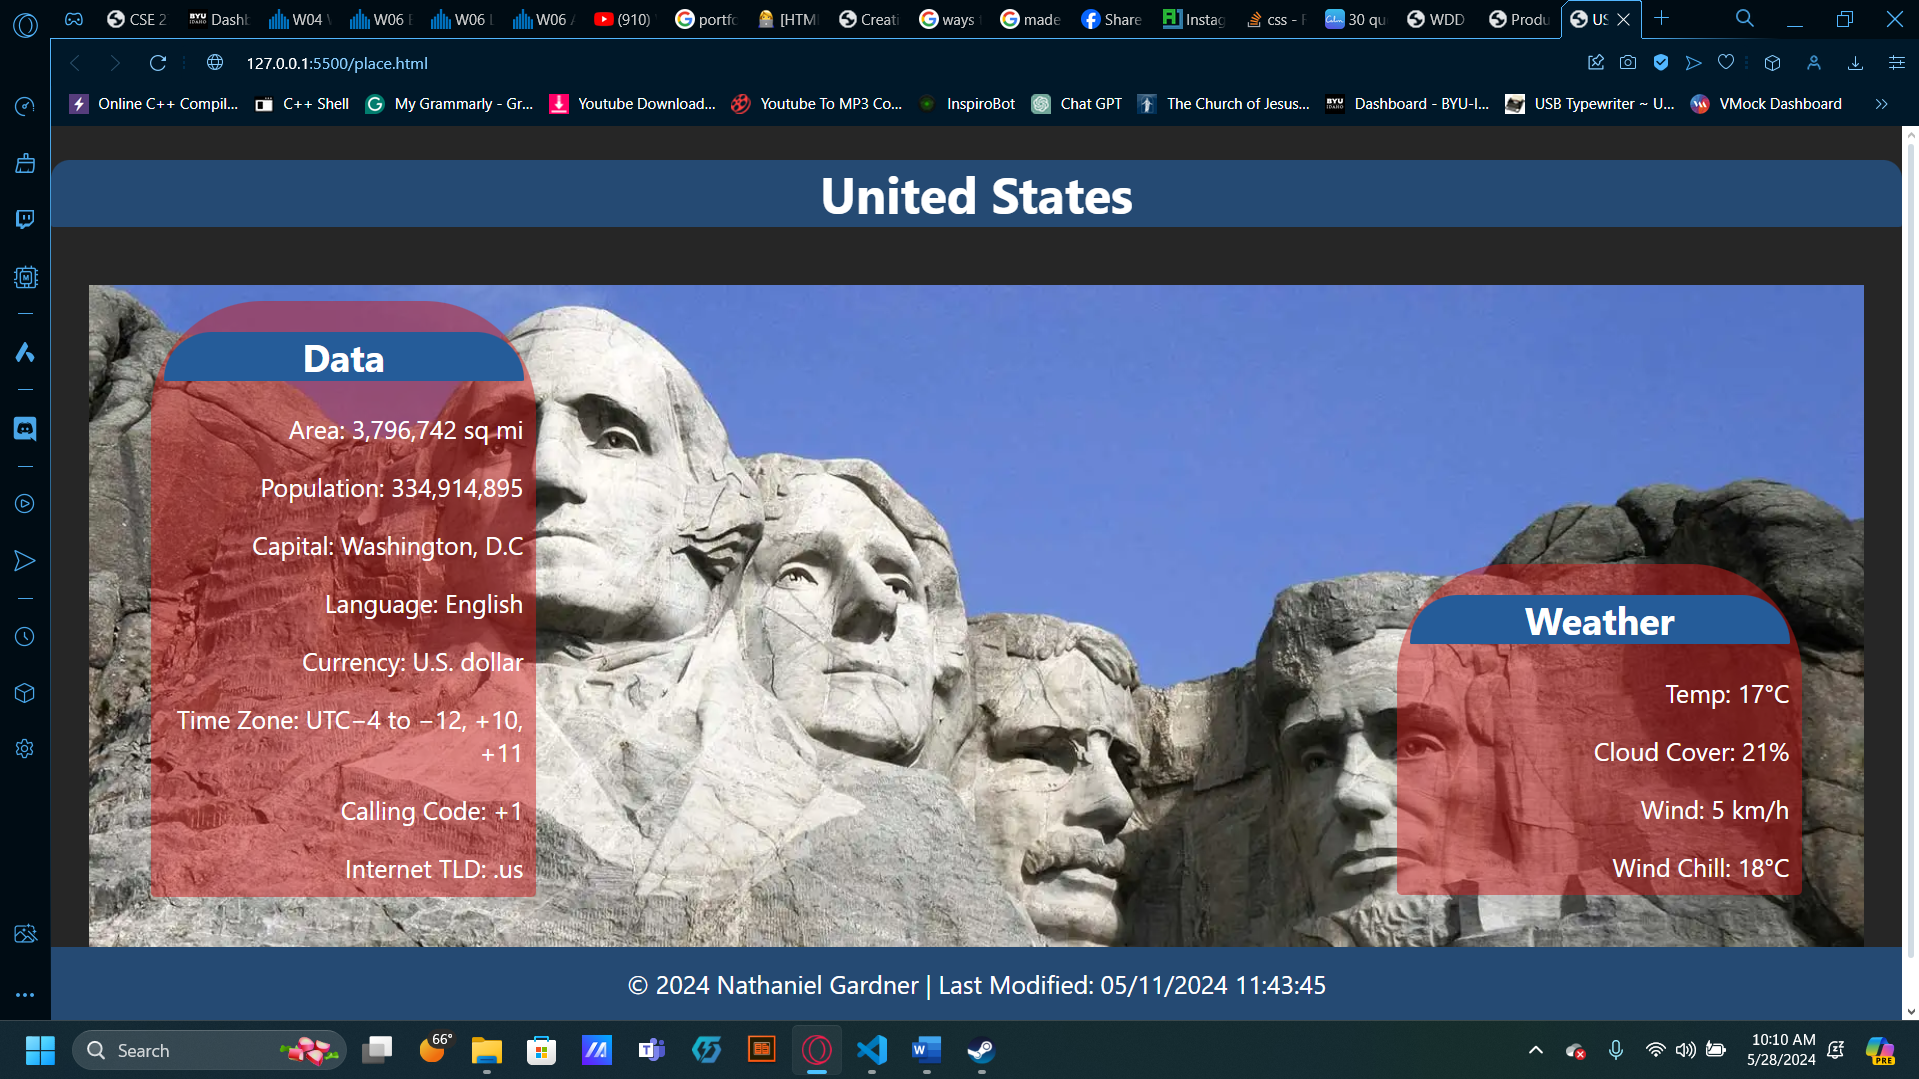 CSE 2
BYU
Dashb
W04
W06
W06
W06
(910)
portfo
[HTM
Creati
ways
made
Share
Instag
css -
30 qu
WDD
Produ
US
127.0.0.1:5500/place.html
Online C++ Compil...
C++ Shell
My Grammarly - Gr...
Youtube Download...
Youtube To MP3 Co...
InspiroBot
Chat GPT
The Church of Jesus...
Dashboard - BYU-I...
USB Typewriter ~ U...
VMock Dashboard
United States
Data
Area: 3,796,742 sq mi
Population: 334,914,895
Capital: Washington, D.C
Language: English
Currency: U.S. dollar
Time Zone: UTC−4 to −12, +10,
+11
Calling Code: +1
Internet TLD: .us
Weather
Temp: 17°C
Cloud Cover: 21%
Wind: 5 km/h
Wind Chill: 18°C
© 2024 Nathaniel Gardner | Last Modified: 05/11/2024 11:43:45
Search
66°
10:10 AM
5/28/2024
PRE